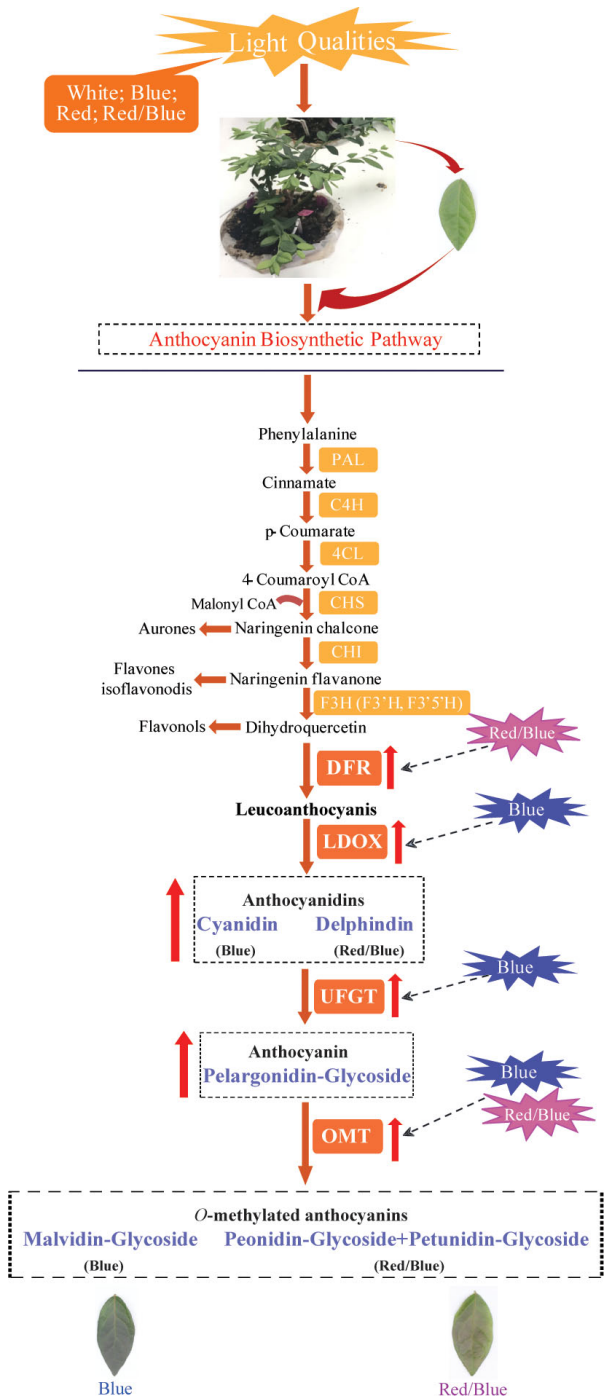 Light Qualities
White; Blue;
Red; Red/Blue
Anthocyanin Biosynthetic Pathway
Phenylalanine
PAL
Cinnamate
C4H
p-Coumarate
4CL
4-Coumaroyl CoA
Malonyl CoA
CHS
Aurones
Naringenin chalcone
CHI
Flavones
isoflavonodis
Naringenin flavanone
F3H (F3’H, F3’5’H)
Flavonols
Dihydroquercetin
Red/Blue
DFR
Leucoanthocyanis
Blue
LDOX
Anthocyanidins
Cyanidin Delphindin
(Blue) (Red/Blue)
Blue
UFGT
Anthocyanin
Pelargonidin-Glycoside
Blue
Red/Blue
OMT
O-methylated anthocyanins
Malvidin-Glycoside Peonidin-Glycoside+Petunidin-Glycoside
(Blue) (Red/Blue)
Blue Red/Blue